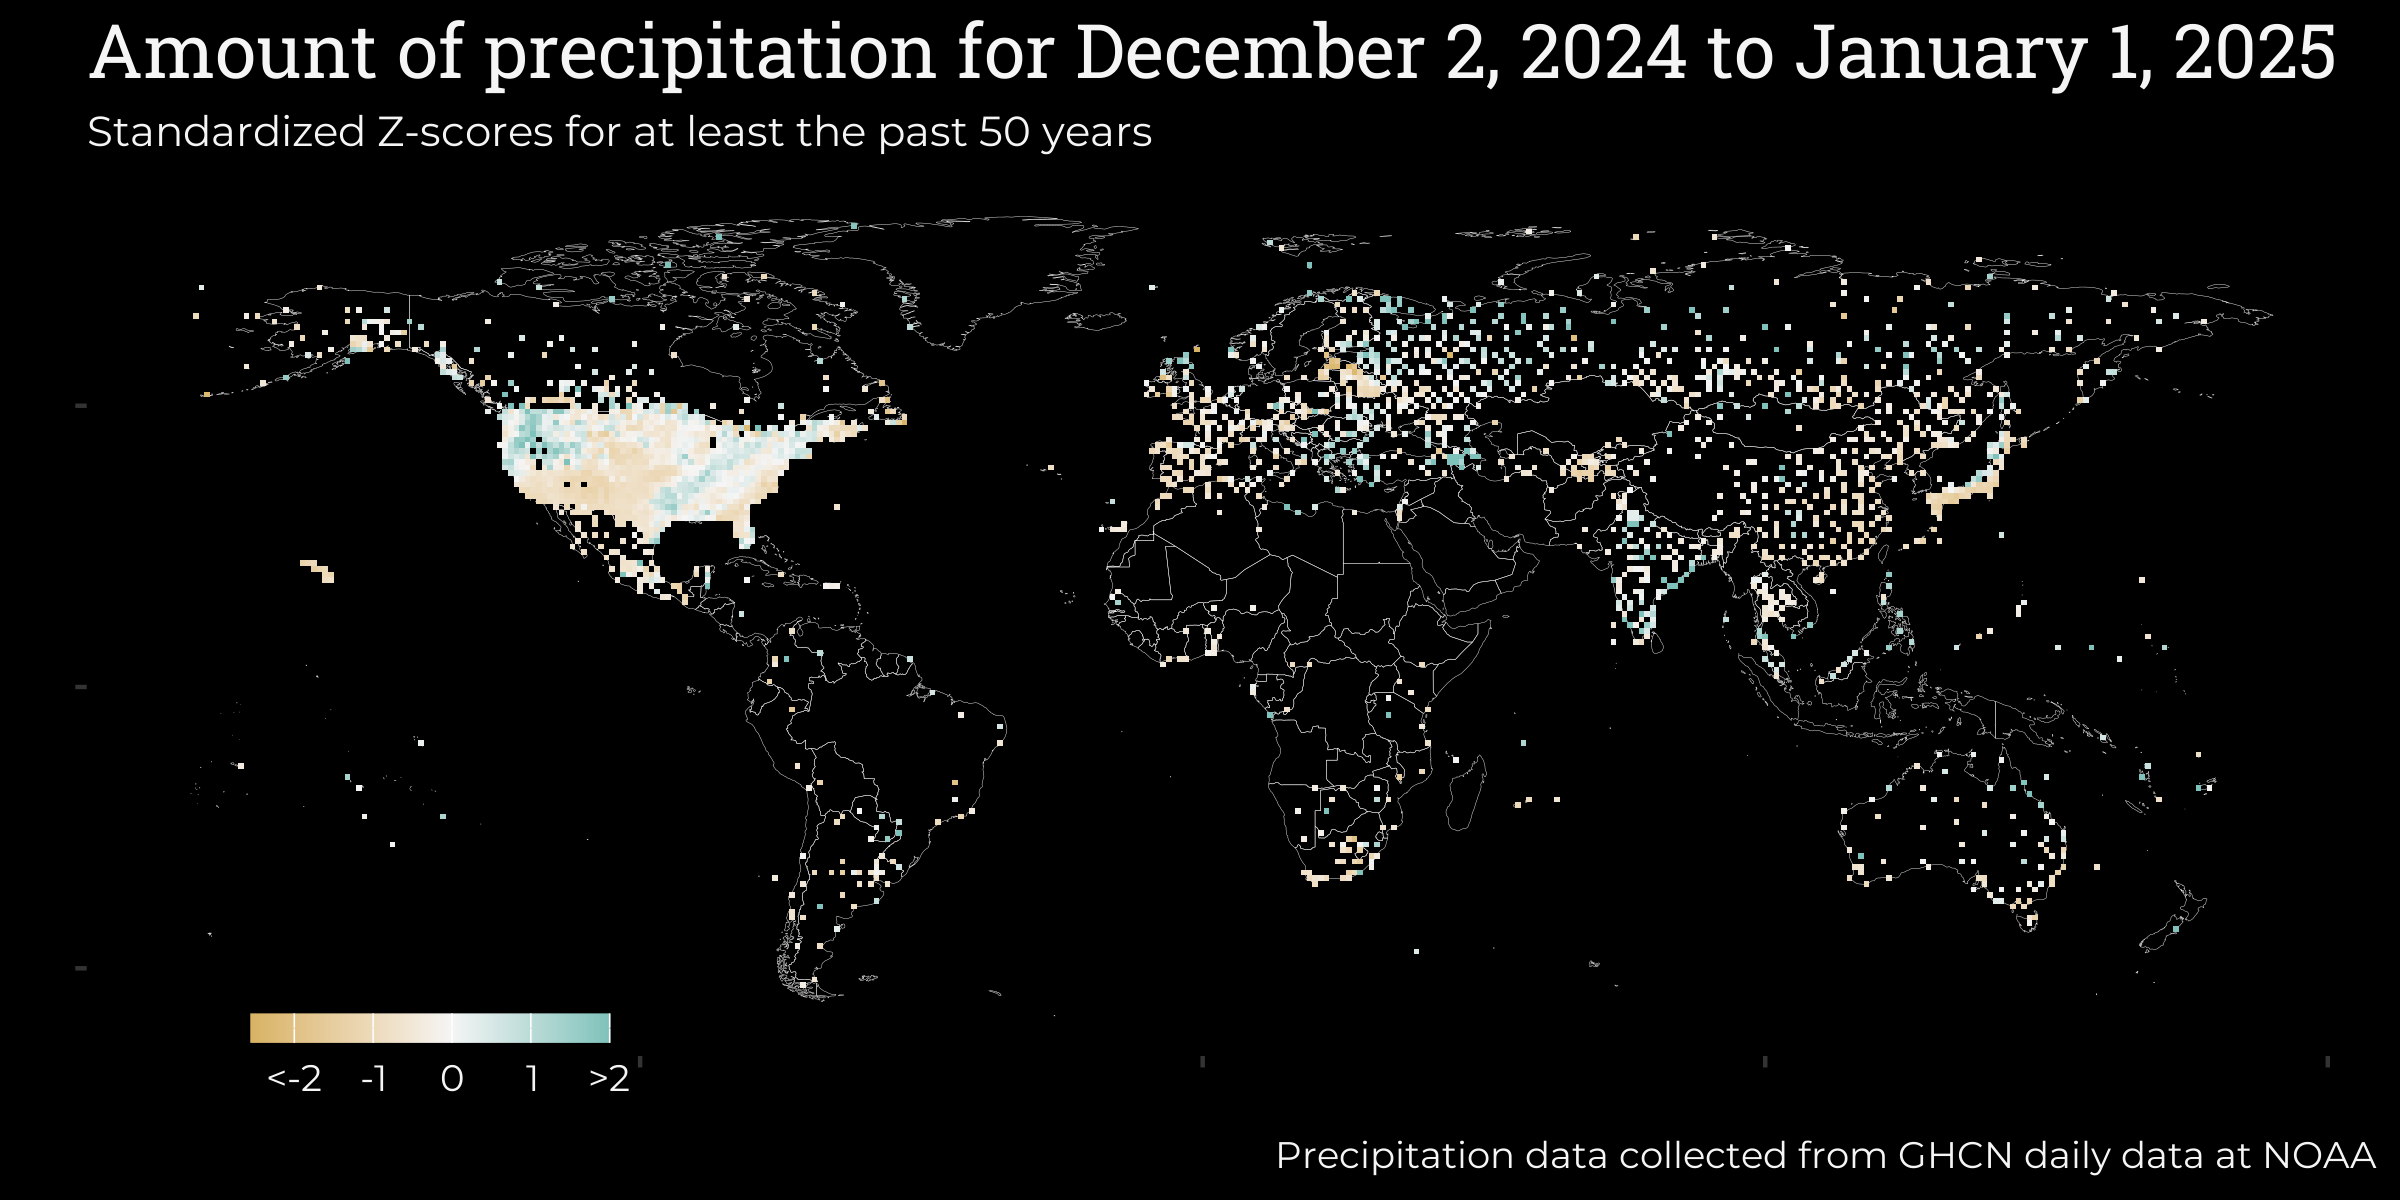 Amount of precipitation for December 2, 2024 to January 1, 2025
Standardized Z-scores for at least the past 50 years
<-2 -1 0 1 >2
Precipitation data collected from GHCN daily data at NOAA